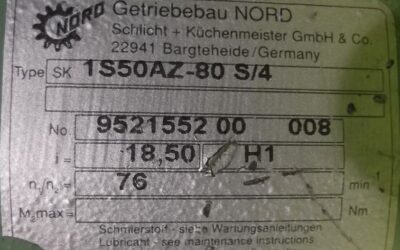 NORD Getriebebau NORD
Schlicht + Küchenmeister GmbH & Co.
22941 Bargteheide/Germany
Type SK 1S50AZ-80 S/4
No. 9521552 00 008
i = 18,50 H1
n₂/n₁ = 76 min⁻¹
M₂max = Nm
Schmierstoff - siehe Wartungsanleitungen
Lubricant - see maintenance instructions